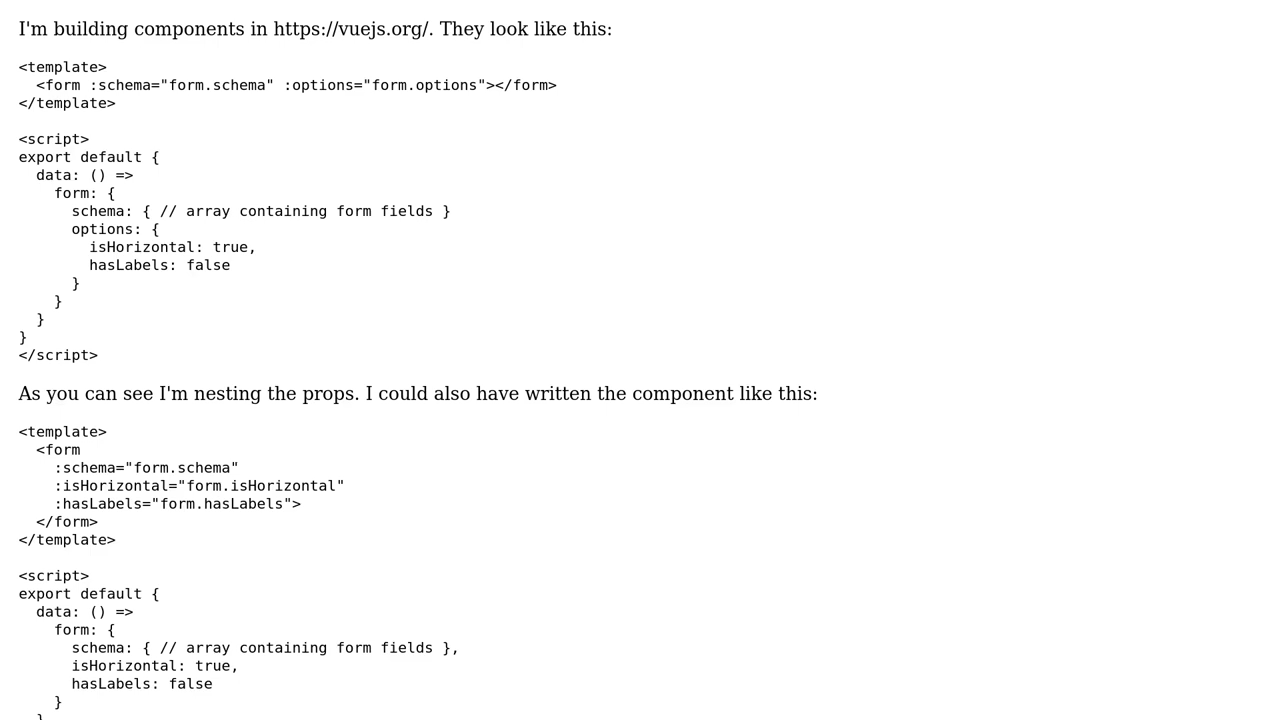 I'm building components in https://vuejs.org/. They look like this:
<template>
  <form :schema="form.schema" :options="form.options"></form>
</template>

<script>
export default {
  data: () =>
    form: {
      schema: { // array containing form fields }
      options: {
        isHorizontal: true,
        hasLabels: false
      }
    }
  }
}
</script>
As you can see I'm nesting the props. I could also have written the component like this:
<template>
  <form
    :schema="form.schema"
    :isHorizontal="form.isHorizontal"
    :hasLabels="form.hasLabels">
  </form>
</template>

<script>
export default {
  data: () =>
    form: {
      schema: { // array containing form fields },
      isHorizontal: true,
      hasLabels: false
    }
  }